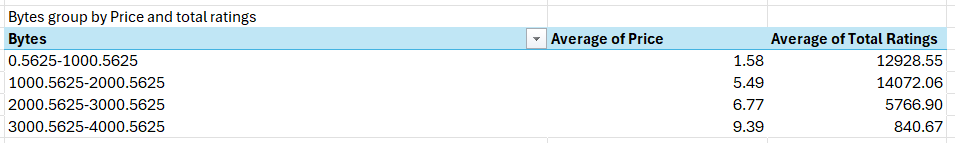 Bytes group by Price and total ratings
Bytes Average of Price Average of Total Ratings
0.5625-1000.5625 1.58 12928.55
1000.5625-2000.5625 5.49 14072.06
2000.5625-3000.5625 6.77 5766.90
3000.5625-4000.5625 9.39 840.67